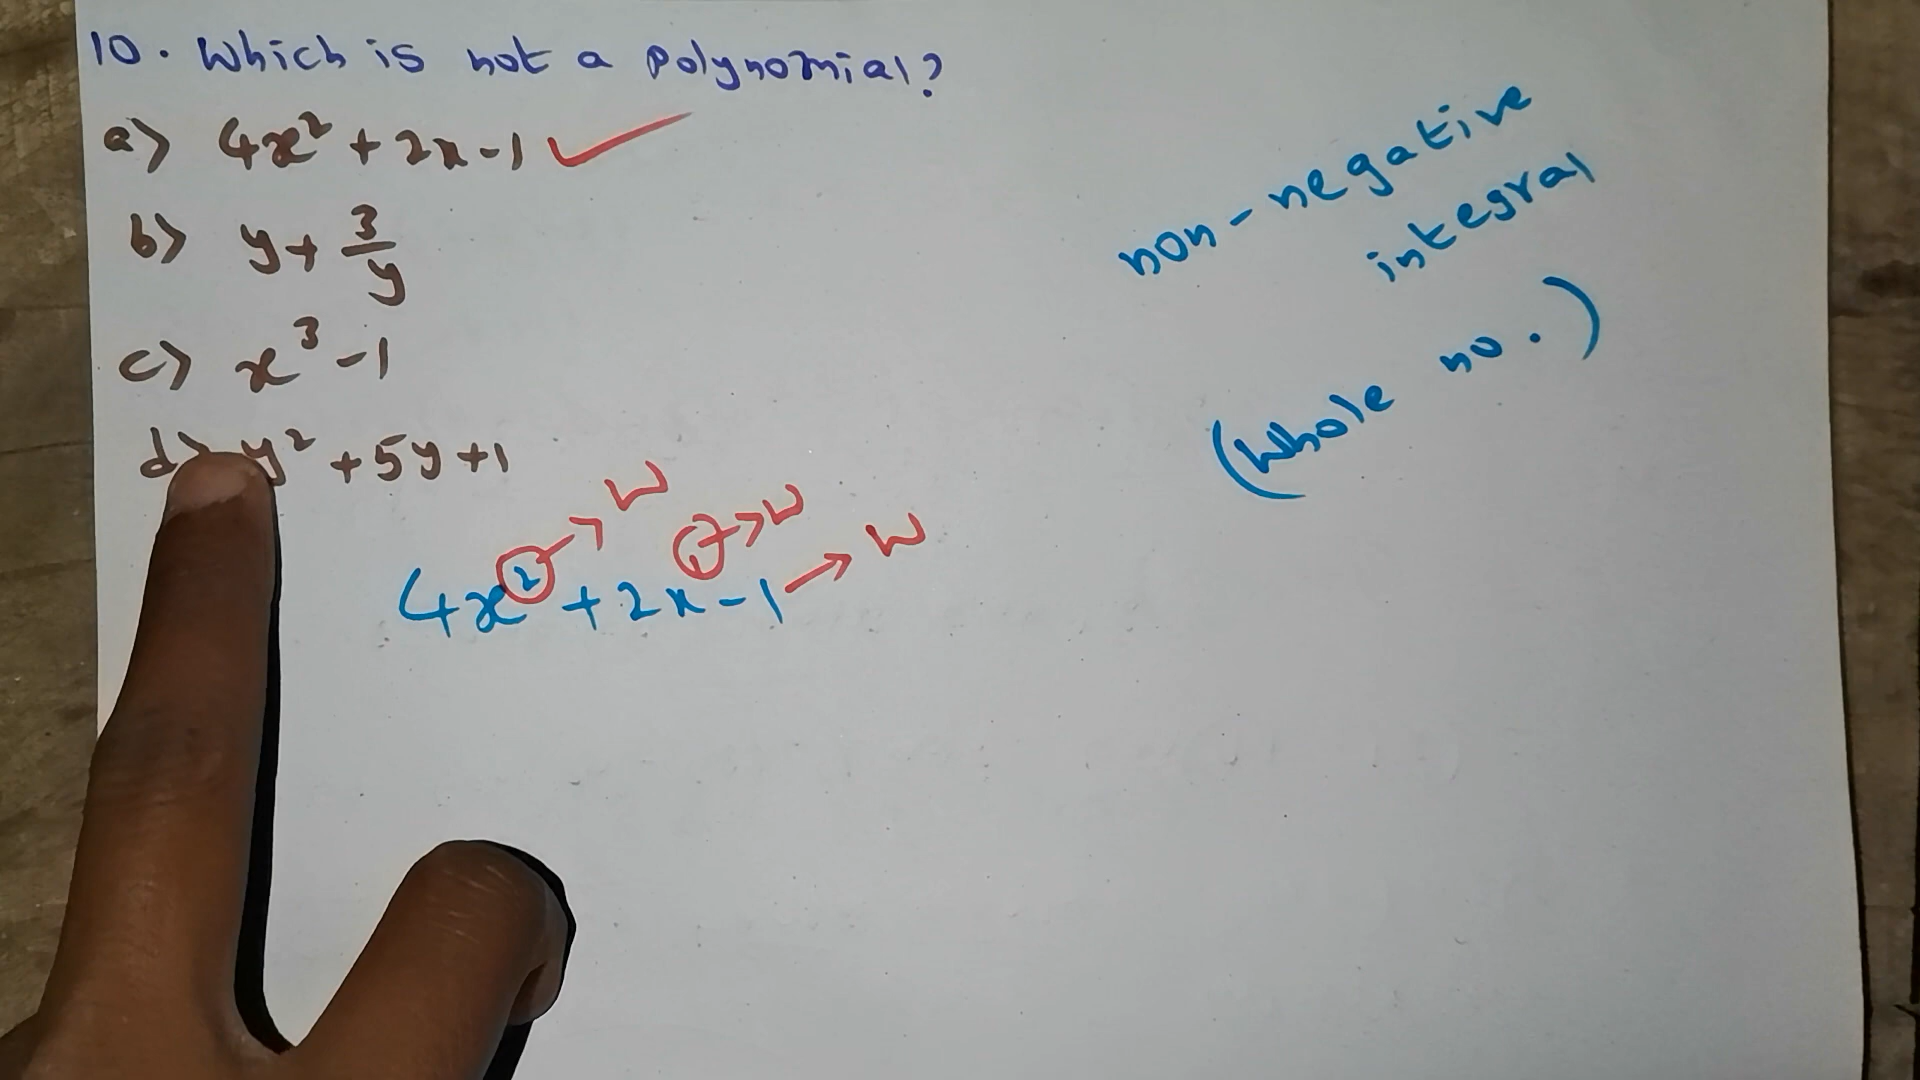 10. Which is not a polynomial?
a) 4x² + 2x - 1 ✓
b) y + 3/y
c) x³ - 1
d) y² + 5y + 1
non-negative
integral
(Whole no.)
W W W
4x² + 2x - 1